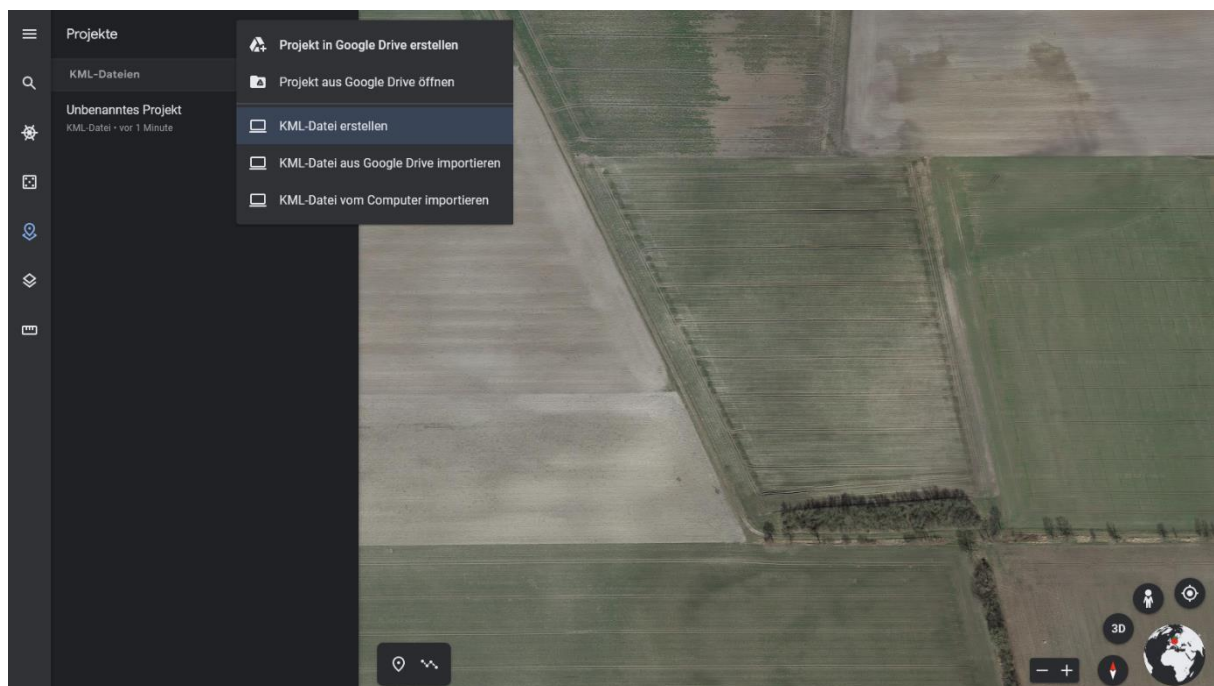 Projekte
KML-Dateien
Unbenanntes Projekt
KML-Datei • vor 1 Minute
Projekt in Google Drive erstellen
Projekt aus Google Drive öffnen
KML-Datei erstellen
KML-Datei aus Google Drive importieren
KML-Datei vom Computer importieren
3D